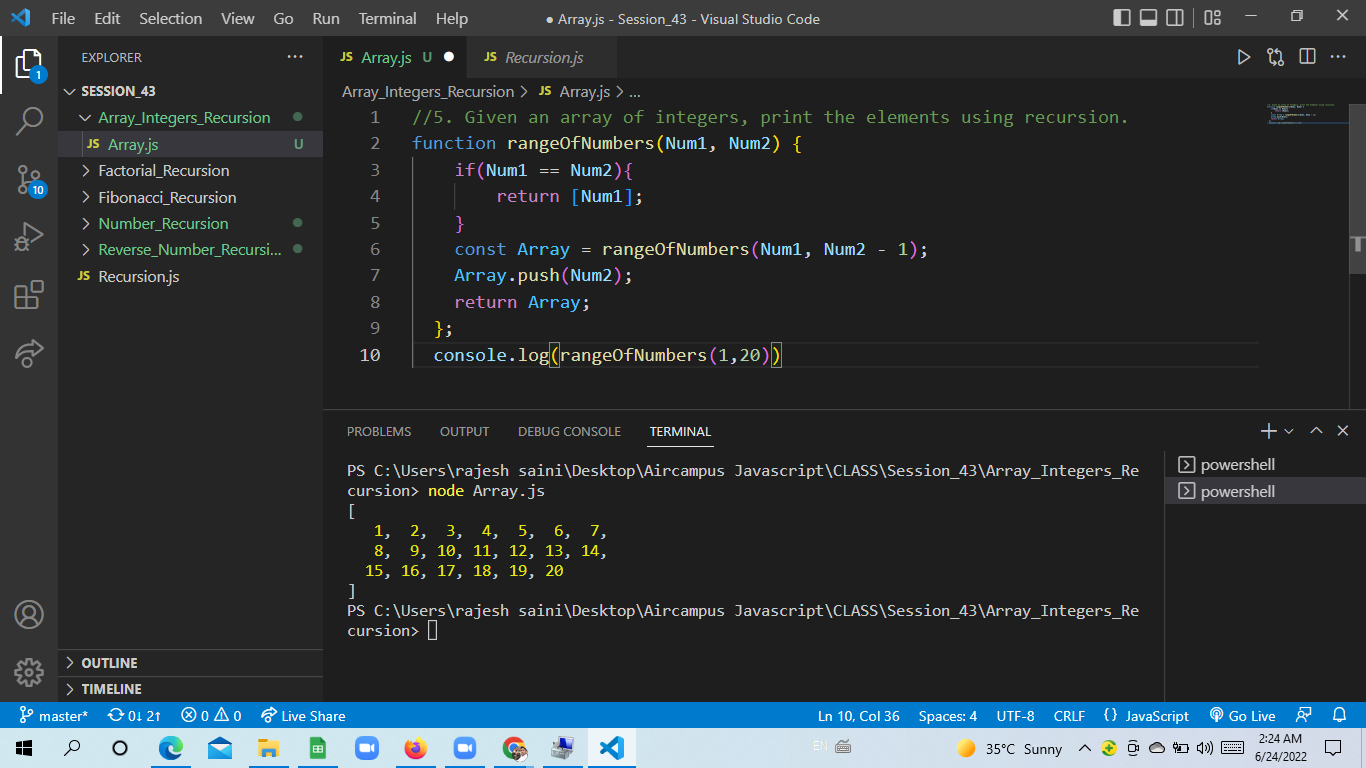 File Edit Selection View Go Run Terminal Help
● Array.js - Session_43 - Visual Studio Code
EXPLORER
SESSION_43
Array_Integers_Recursion
JS Array.js U
Factorial_Recursion
Fibonacci_Recursion
Number_Recursion
Reverse_Number_Recursi...
JS Recursion.js
OUTLINE
TIMELINE
1
10
JS Array.js U ●
JS Recursion.js
Array_Integers_Recursion > JS Array.js > ...
1 //5. Given an array of integers, print the elements using recursion.
2 function rangeOfNumbers(Num1, Num2) {
3 if(Num1 == Num2){
4 return [Num1];
5 }
6 const Array = rangeOfNumbers(Num1, Num2 - 1);
7 Array.push(Num2);
8 return Array;
9 };
10 console.log(rangeOfNumbers(1,20))
PROBLEMS OUTPUT DEBUG CONSOLE TERMINAL
PS C:\Users\rajesh saini\Desktop\Aircampus Javascript\CLASS\Session_43\Array_Integers_Re
cursion> node Array.js
[
1, 2, 3, 4, 5, 6, 7,
8, 9, 10, 11, 12, 13, 14,
15, 16, 17, 18, 19, 20
]
PS C:\Users\rajesh saini\Desktop\Aircampus Javascript\CLASS\Session_43\Array_Integers_Re
cursion>
powershell
powershell
master* 0↓ 2↑ 0 0 Live Share
Ln 10, Col 36 Spaces: 4 UTF-8 CRLF {} JavaScript Go Live
EN
35°C Sunny
2:24 AM
6/24/2022